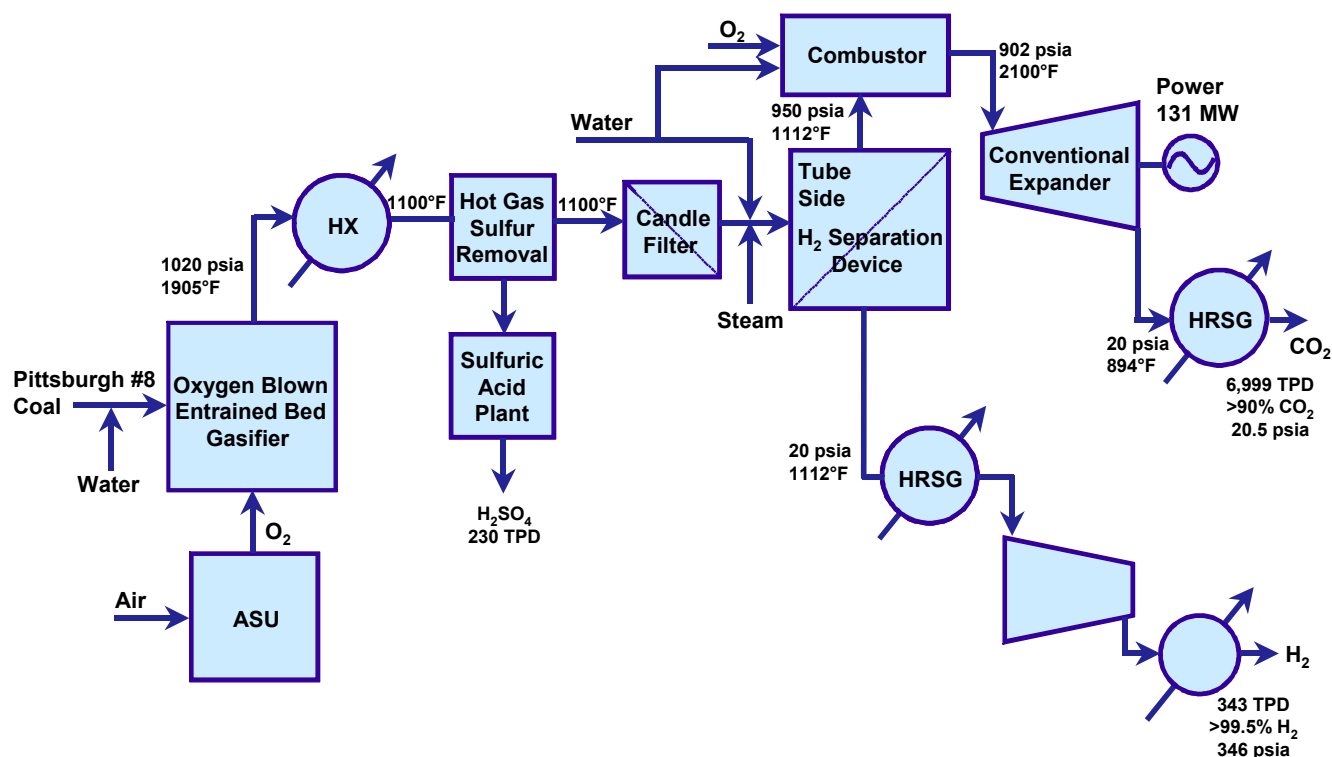 O₂
Combustor
902 psia
2100°F
Power
131 MW
950 psia
1112°F
Water
Conventional
Expander
Tube
Side
H₂ Separation
Device
HX
1100°F
Hot Gas
Sulfur
Removal
1100°F
Candle
Filter
1020 psia
1905°F
Steam
HRSG
CO₂
20 psia
894°F
6,999 TPD
>90% CO₂
20.5 psia
Pittsburgh #8
Coal
Oxygen Blown
Entrained Bed
Gasifier
Sulfuric
Acid
Plant
Water
20 psia
1112°F
HRSG
H₂SO₄
230 TPD
O₂
Air
ASU
H₂
343 TPD
>99.5% H₂
346 psia